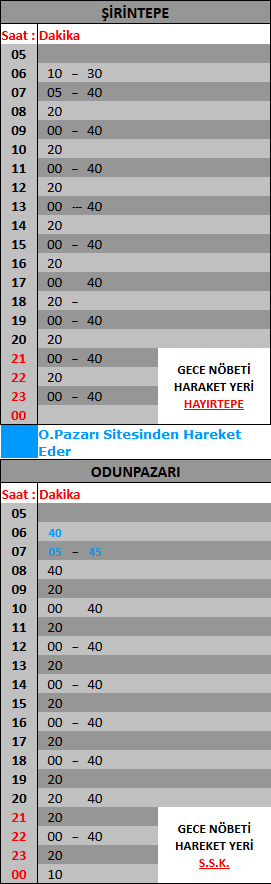 ŞİRİNTEPE
Saat : Dakika
05
06 10 – 30
07 05 – 40
08 20
09 00 – 40
10 20
11 00 – 40
12 20
13 00 --- 40
14 20
15 00 – 40
16 20
17 00 40
18 20 –
19 00 – 40
20 20
21 00 – 40
22 20
23 00 – 40
00
GECE NÖBETİ
HARAKET YERİ
HAYIRTEPE
O.Pazarı Sitesinden Hareket
Eder
ODUNPAZARI
Saat : Dakika
05
06 40
07 05 – 45
08 40
09 20
10 00 40
11 20
12 00 – 40
13 20
14 00 – 40
15 20
16 00 – 40
17 20
18 00 – 40
19 20
20 20 40
21 20
22 00 – 40
23 20
00 10
GECE NÖBETİ
HAREKET YERİ
S.S.K.